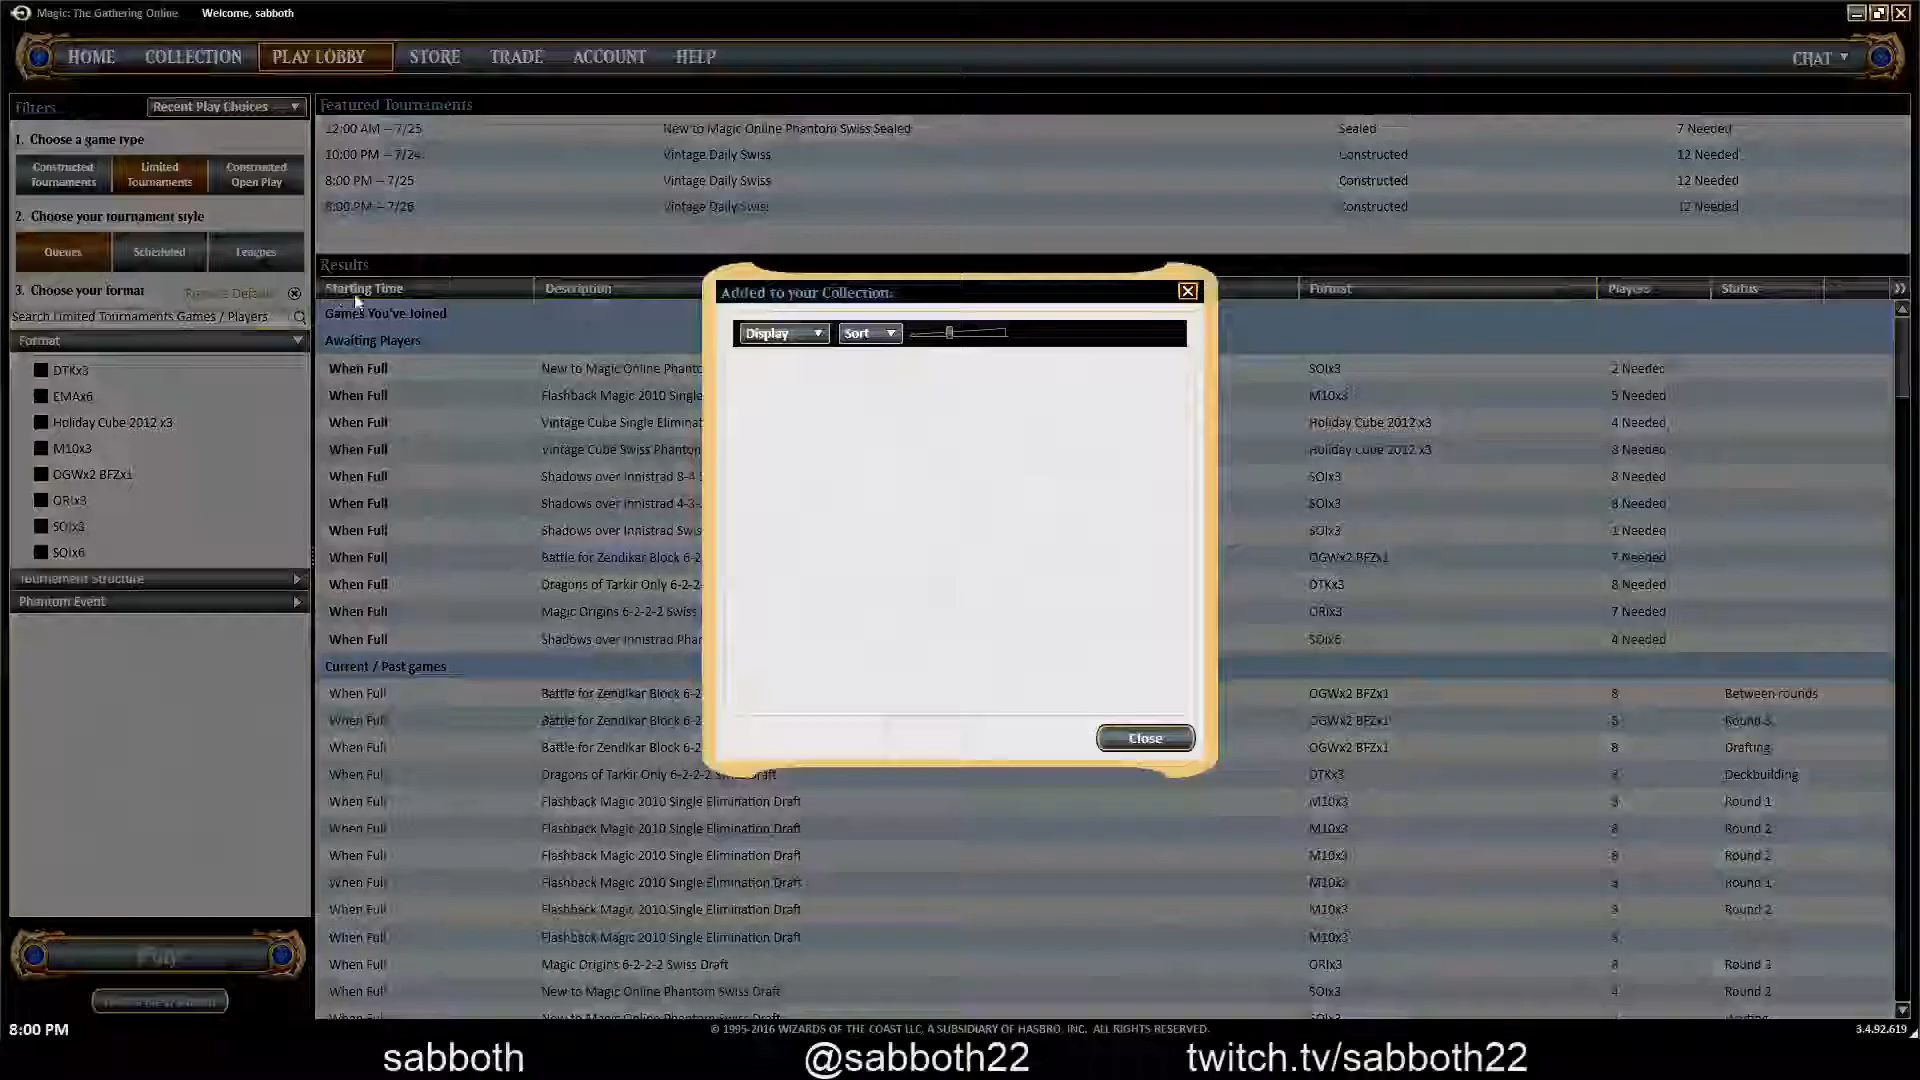 Magic: The Gathering Online Welcome, sabboth
HOME COLLECTION PLAY LOBBY STORE TRADE ACCOUNT HELP CHAT
Filters Recent Play Choices
1. Choose a game type
Constructed Tournaments
Limited Tournaments
Constructed Open Play
2. Choose your tournament style
Queues Scheduled Leagues
3. Choose your format
Search Limited Tournaments Games / Players
Format
DTKx3
EMAx6
Holiday Cube 2012 x3
M10x3
OGWx2 BFZx1
ORIx3
SOIx3
SOIx6
Tournament Structure
Phantom Event
Featured Tournaments
12:00 AM – 7/25 New to Magic Online Phantom Swiss Sealed Sealed 7 Needed
10:00 PM – 7/24 Vintage Daily Swiss Constructed 12 Needed
8:00 PM – 7/25 Vintage Daily Swiss Constructed 12 Needed
8:00 PM – 7/26 Vintage Daily Swiss Constructed 12 Needed
Results
Starting Time Description Format Players Status
Games You've Joined
Awaiting Players
When Full New to Magic Online Phanto SOIx3 2 Needed
When Full Flashback Magic 2010 Single M10x3 5 Needed
When Full Vintage Cube Single Eliminat Holiday Cube 2012 x3 4 Needed
When Full Vintage Cube Swiss Phantom Holiday Cube 2012 x3 Needed
When Full Shadows over Innistrad 8-4 SOIx3 8 Needed
When Full Shadows over Innistrad 4-3- SOIx3 Needed
When Full Shadows over Innistrad Swis SOIx3 1 Needed
When Full Battle for Zendikar Block 6-2 OGWx2 BFZx1 7 Needed
When Full Dragons of Tarkir Only 6-2-2- DTKx3 8 Needed
When Full Magic Origins 6-2-2-2 Swiss ORIx3 7 Needed
When Full Shadows over Innistrad Phan SOIx6 4 Needed
Current / Past games
When Full Battle for Zendikar Block 6-2 OGWx2 BFZx1 8 Between rounds
When Full Battle for Zendikar Block 6-2 OGWx2 BFZx1 Round 3
When Full Battle for Zendikar Block 6-2 OGWx2 BFZx1 8 Drafting
When Full Dragons of Tarkir Only 6-2-2-2 Draft DTKx3 Deckbuilding
When Full Flashback Magic 2010 Single Elimination Draft M10x3 Round 1
When Full Flashback Magic 2010 Single Elimination Draft M10x3 8 Round 2
When Full Flashback Magic 2010 Single Elimination Draft M10x3 8 Round 2
When Full Flashback Magic 2010 Single Elimination Draft M10x3 Round 1
When Full Flashback Magic 2010 Single Elimination Draft M10x3 Round 2
When Full Flashback Magic 2010 Single Elimination Draft M10x3
When Full Magic Origins 6-2-2-2 Swiss Draft ORIx3 8 Round
When Full New to Magic Online Phantom Swiss Draft SOIx3 4 Round 2
Added to your Collection:
Display Sort
Close
8:00 PM © 1995-2016 WIZARDS OF THE COAST LLC, A SUBSIDIARY OF HASBRO, INC. ALL RIGHTS RESERVED. 3.4.92.619
sabboth @sabboth22 twitch.tv/sabboth22